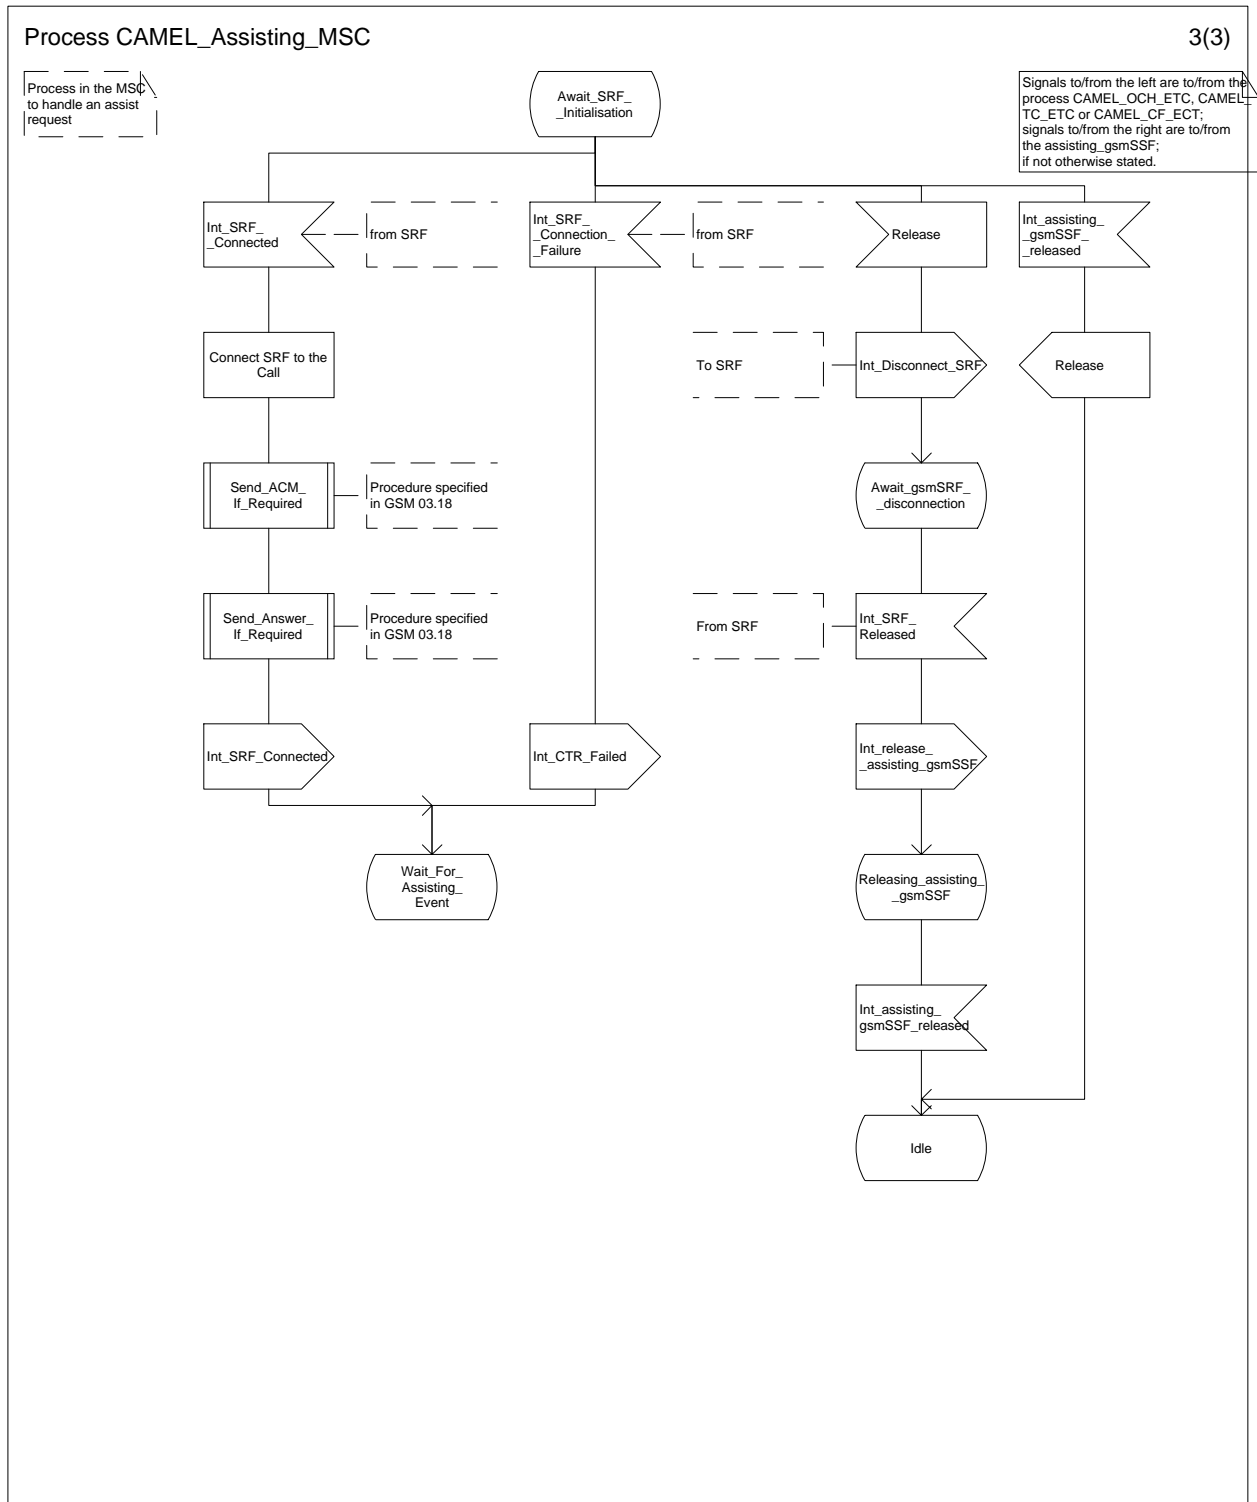 Process CAMEL_Assisting_MSC
3(3)
Process in the MSC
to handle an assist
request
Await_SRF_
_Initialisation
Signals to/from the left are to/from the
process CAMEL_OCH_ETC, CAMEL_
TC_ETC or CAMEL_CF_ECT;
signals to/from the right are to/from
the assisting_gsmSSF;
if not otherwise stated.
Int_SRF_
_Connected
from SRF
Int_SRF_
_Connection_
_Failure
from SRF
Release
Int_assisting_
_gsmSSF_
_released
Connect SRF to the
Call
To SRF
Int_Disconnect_SRF
Release
Send_ACM_
If_Required
Procedure specified
in GSM 03.18
Await_gsmSRF_
_disconnection
Send_Answer_
If_Required
Procedure specified
in GSM 03.18
From SRF
Int_SRF_
Released
Int_SRF_Connected
Int_CTR_Failed
Int_release_
_assisting_gsmSSF
Wait_For_
Assisting_
Event
Releasing_assisting_
_gsmSSF
Int_assisting_
gsmSSF_released
Idle